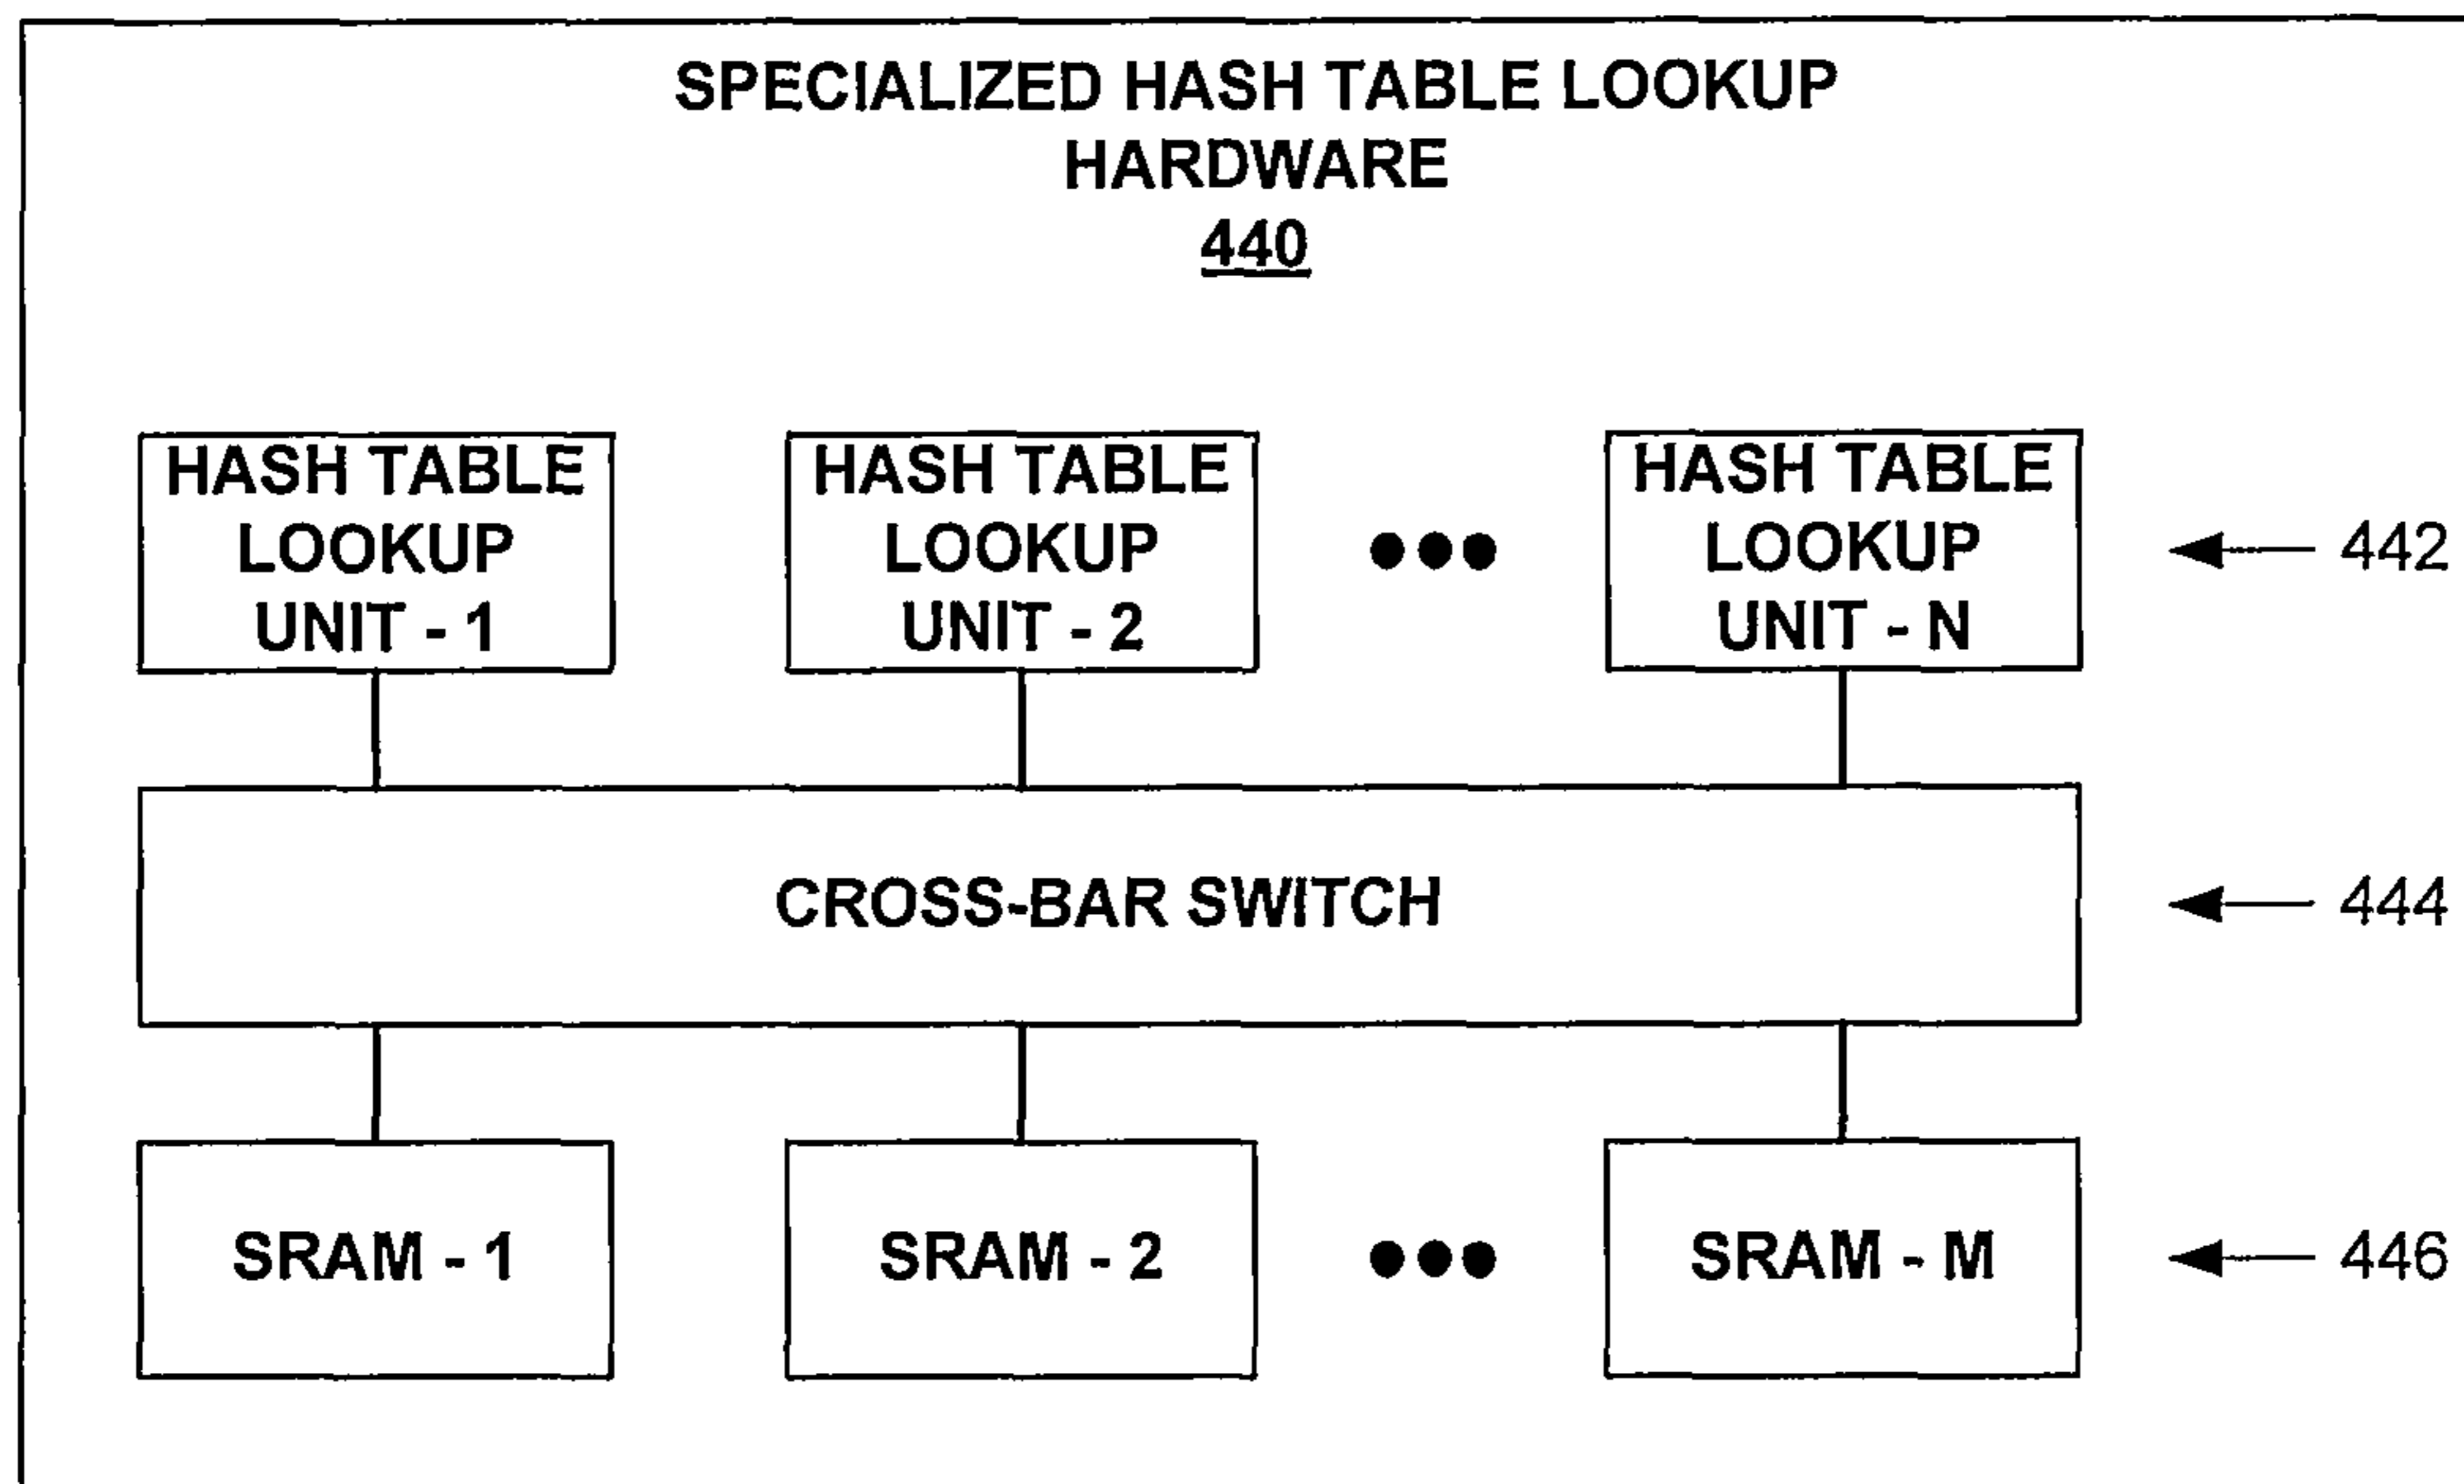 SPECIALIZED HASH TABLE LOOKUP
HARDWARE
440
HASH TABLE
LOOKUP
UNIT - 1
HASH TABLE
LOOKUP
UNIT - 2
HASH TABLE
LOOKUP
UNIT - N
442
CROSS-BAR SWITCH
444
SRAM - 1
SRAM - 2
SRAM - M
446